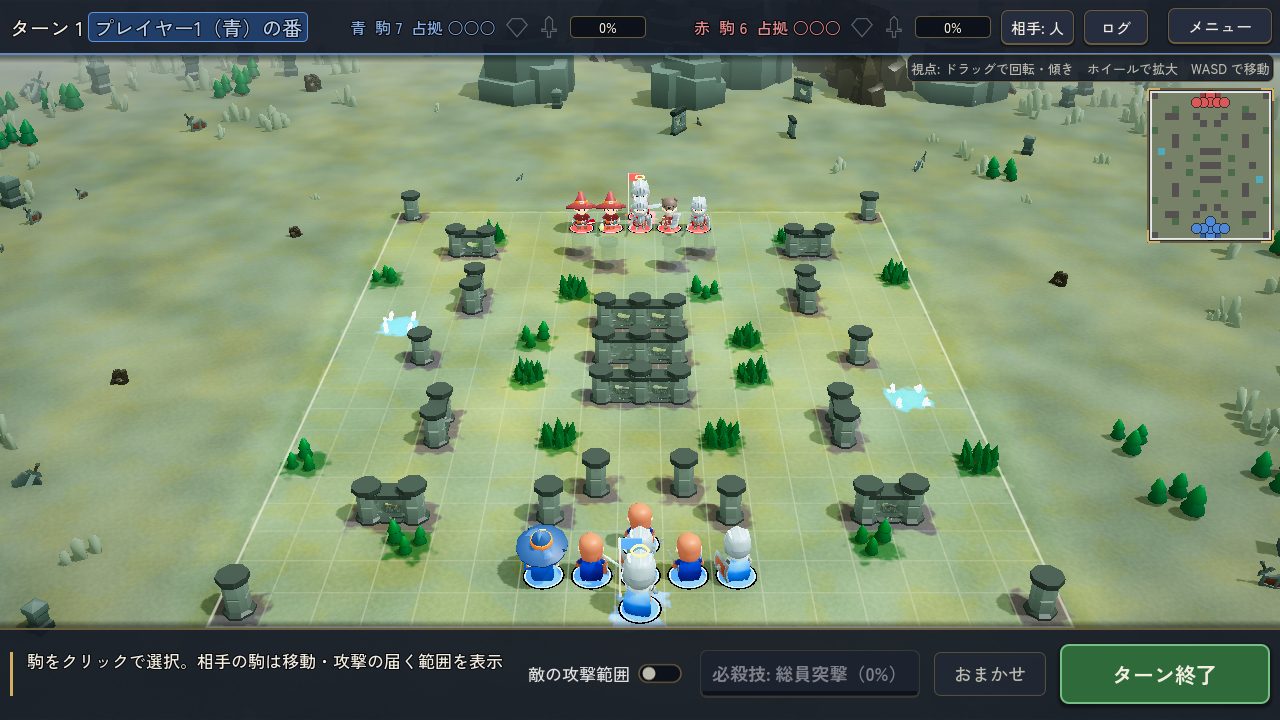 ターン 1 プレイヤー1（青）の番 青 駒 7 占拠 〇〇〇 0% 赤 駒 6 占拠 〇〇〇 0% 相手: 人 ログ メニュー
視点: ドラッグで回転・傾き ホイールで拡大 WASD で移動
駒をクリックで選択。相手の駒は移動・攻撃の届く範囲を表示
敵の攻撃範囲 必殺技: 総員突撃（0%） おまかせ ターン終了